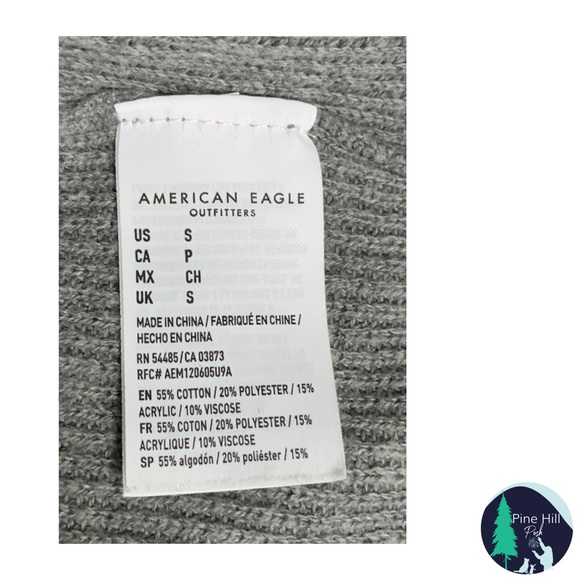 AMERICAN EAGLE
OUTFITTERS
US S
CA P
MX CH
UK S
MADE IN CHINA / FABRIQUÉ EN CHINE /
HECHO EN CHINA
RN 54485 / CA 03873
RFC# AEM120605U9A
EN 55% COTTON / 20% POLYESTER / 15%
ACRYLIC / 10% VISCOSE
FR 55% COTON / 20% POLYESTER / 15%
ACRYLIQUE / 10% VISCOSE
SP 55% algodón / 20% poliéster / 15%
Pine Hill
Posh